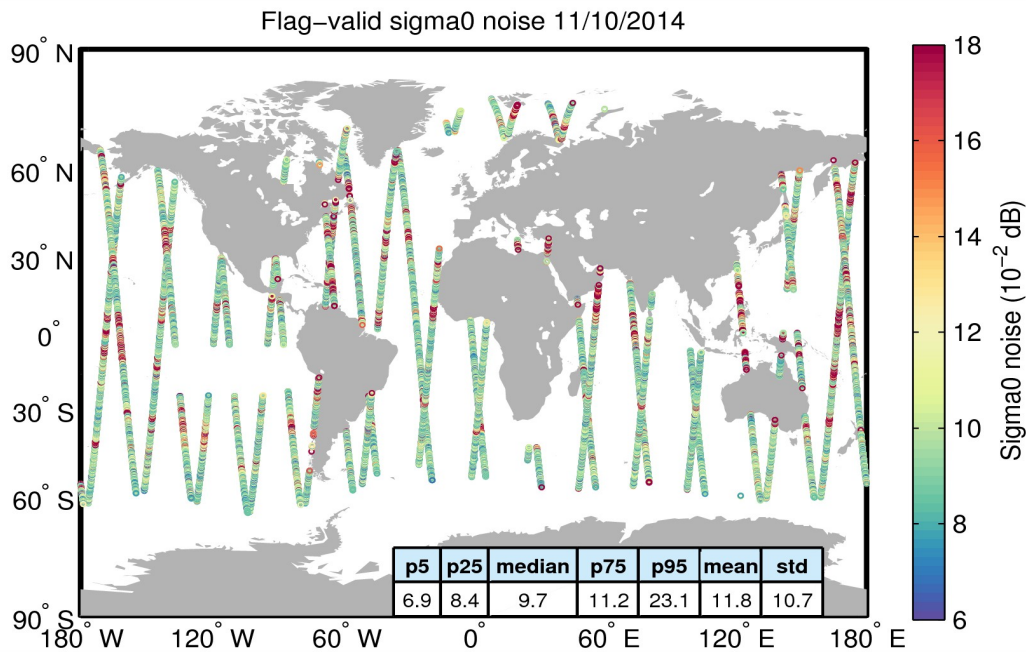 Flag−valid sigma0 noise 11/10/2014
90° N
60° N
30° N
0°
30° S
60° S
90° S
180° W
120° W
60° W
0°
60° E
120° E
180° E
p5 p25 median p75 p95 mean std
6.9 8.4 9.7 11.2 23.1 11.8 10.7
18
16
14
12
10
8
6
Sigma0 noise (10⁻² dB)